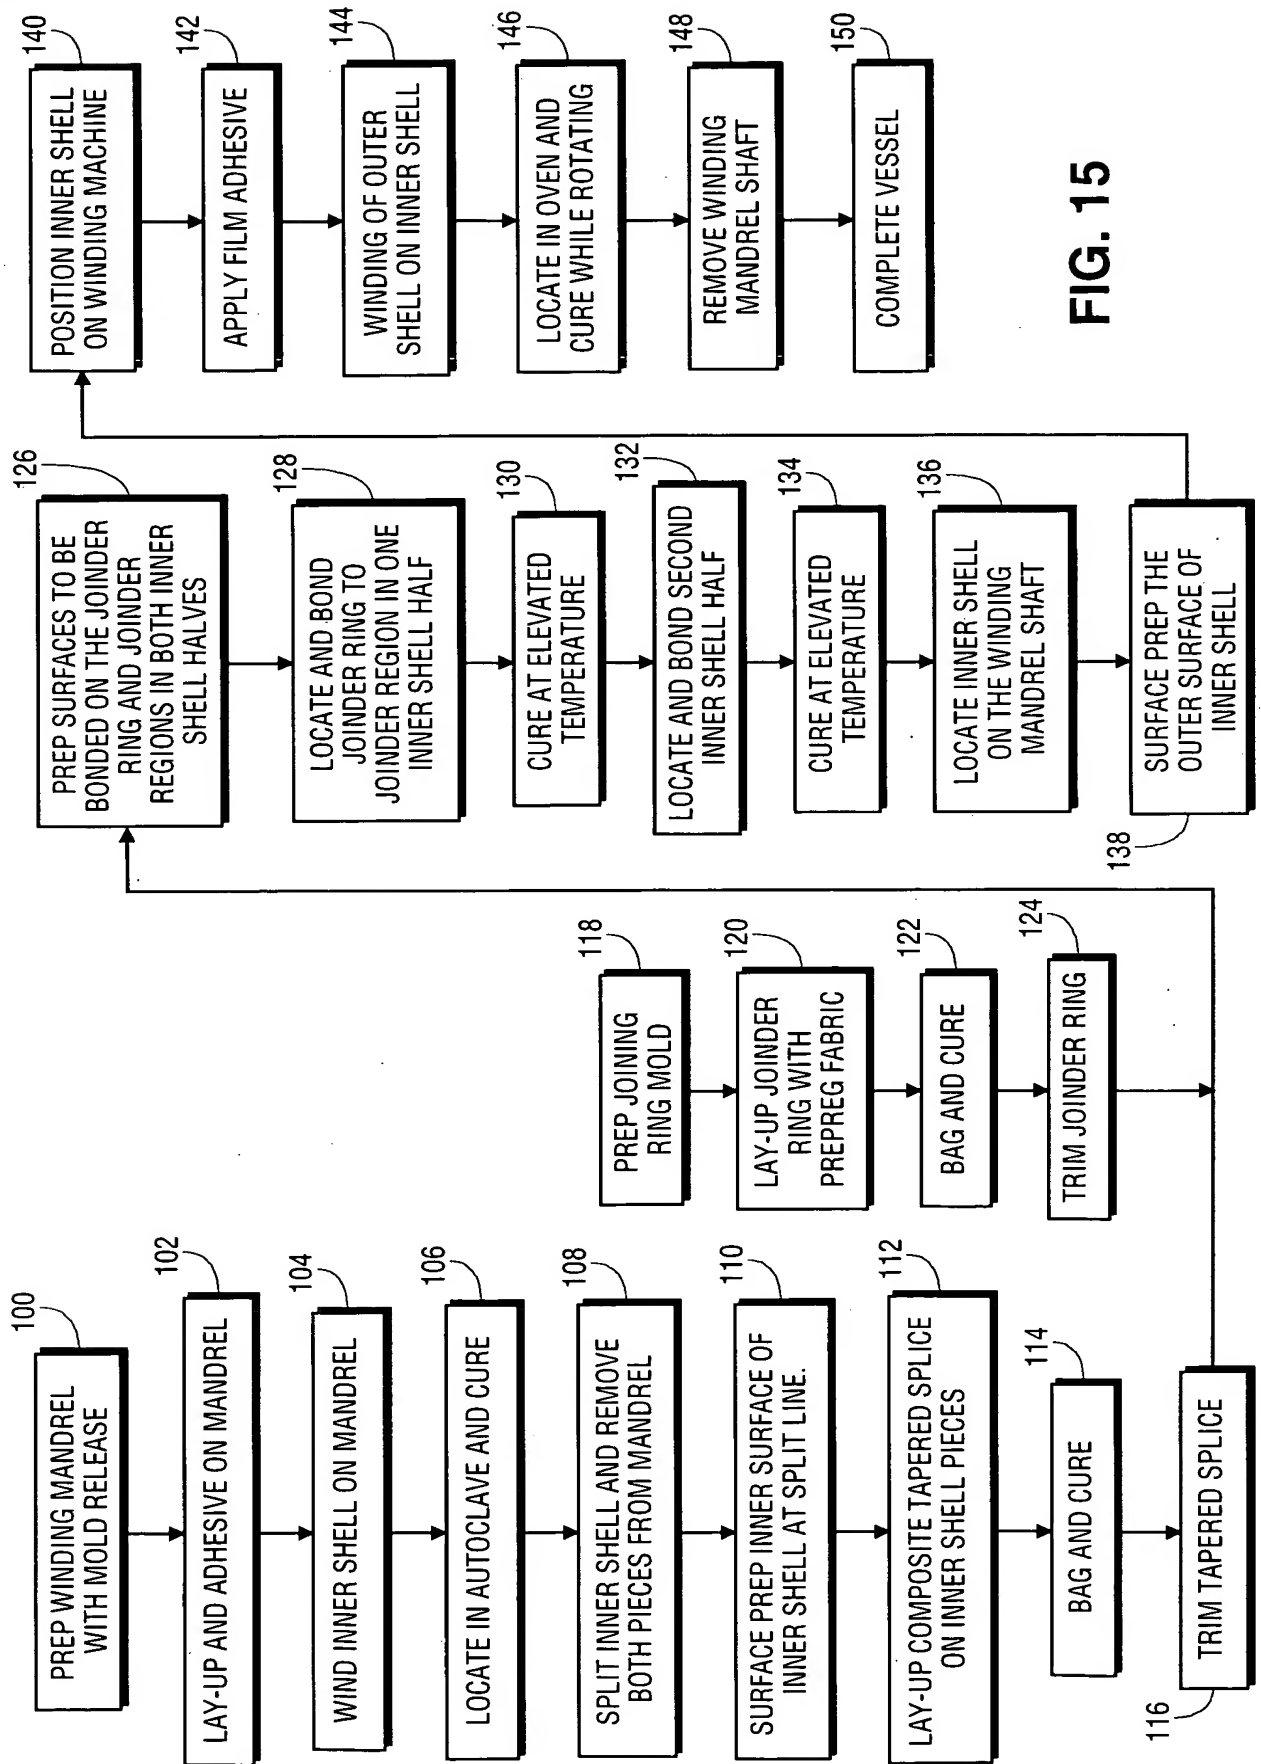 100
PREP WINDING MANDREL
WITH MOLD RELEASE
102
LAY-UP AND ADHESIVE ON MANDREL
104
WIND INNER SHELL ON MANDREL
106
LOCATE IN AUTOCLAVE AND CURE
108
SPLIT INNER SHELL AND REMOVE
BOTH PIECES FROM MANDREL
110
SURFACE PREP INNER SURFACE OF
INNER SHELL AT SPLIT LINE.
112
LAY-UP COMPOSITE TAPERED SPLICE
ON INNER SHELL PIECES
114
BAG AND CURE
116
TRIM TAPERED SPLICE
118
PREP JOINING
RING MOLD
120
LAY-UP JOINDER
RING WITH
PREPREG FABRIC
122
BAG AND CURE
124
TRIM JOINDER RING
126
PREP SURFACES TO BE
BONDED ON THE JOINDER
RING AND JOINDER
REGIONS IN BOTH INNER
SHELL HALVES
128
LOCATE AND BOND
JOINDER RING TO
JOINDER REGION IN ONE
INNER SHELL HALF
130
CURE AT ELEVATED
TEMPERATURE
132
LOCATE AND BOND SECOND
INNER SHELL HALF
134
CURE AT ELEVATED
TEMPERATURE
136
LOCATE INNER SHELL
ON THE WINDING
MANDREL SHAFT
138
SURFACE PREP THE
OUTER SURFACE OF
INNER SHELL
140
POSITION INNER SHELL
ON WINDING MACHINE
142
APPLY FILM ADHESIVE
144
WINDING OF OUTER
SHELL ON INNER SHELL
146
LOCATE IN OVEN AND
CURE WHILE ROTATING
148
REMOVE WINDING
MANDREL SHAFT
150
COMPLETE VESSEL
FIG. 15